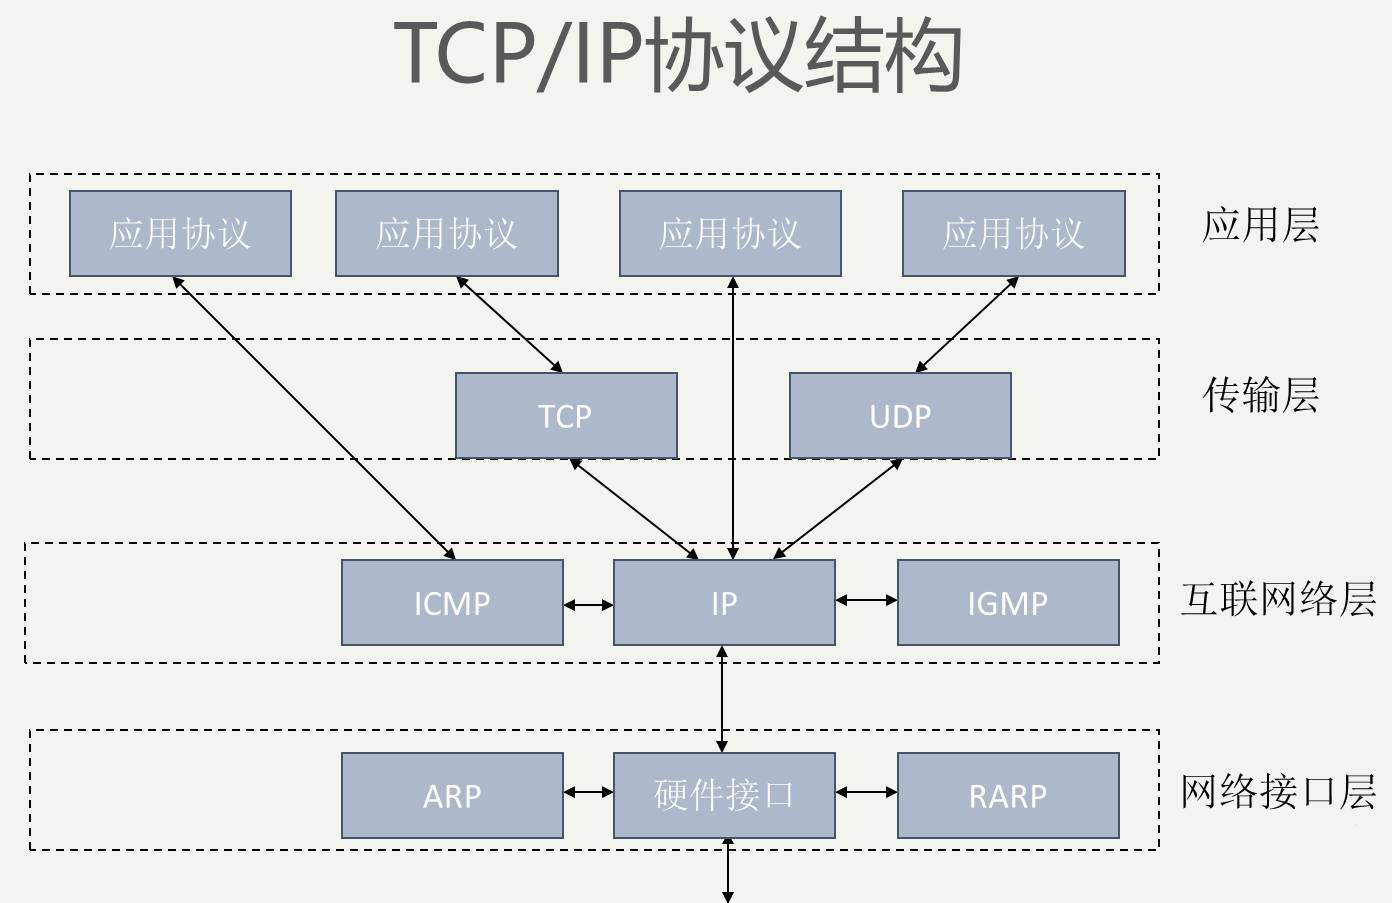 TCP/IP协议结构
应用协议 应用协议 应用协议 应用协议 应用层
TCP UDP 传输层
ICMP IP IGMP 互联网络层
ARP 硬件接口 RARP 网络接口层